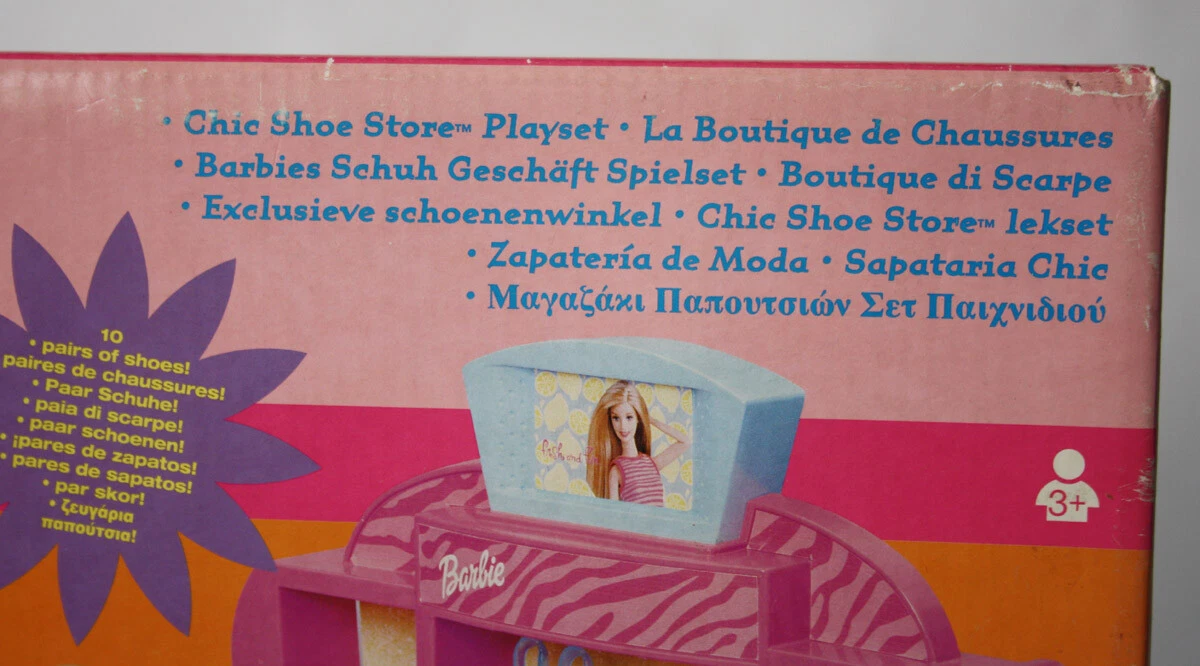 • Chic Shoe Store™ Playset • La Boutique de Chaussures
• Barbies Schuh Geschäft Spielset • Boutique di Scarpe
• Exclusieve schoenenwinkel • Chic Shoe Store™ lekset
• Zapatería de Moda • Sapataria Chic
• Μαγαζάκι Παπουτσιών Σετ Παιχνιδιού
10
• pairs of shoes!
paires de chaussures!
• Paar Schuhe!
• paia di scarpe!
• paar schoenen!
• ¡pares de zapatos!
• pares de sapatos!
• par skor!
• ζευγάρια
παπούτσια!
and
3+
Barbie